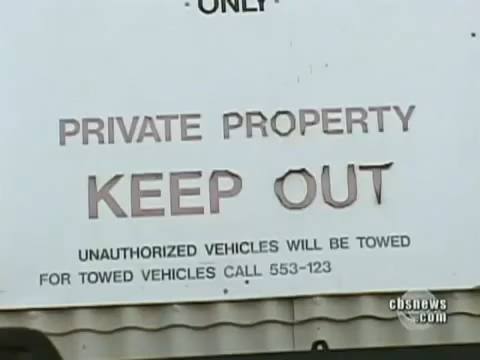 · ONLY ·
PRIVATE PROPERTY
KEEP OUT
UNAUTHORIZED VEHICLES WILL BE TOWED
FOR TOWED VEHICLES CALL 553-123
cbsnews
.com